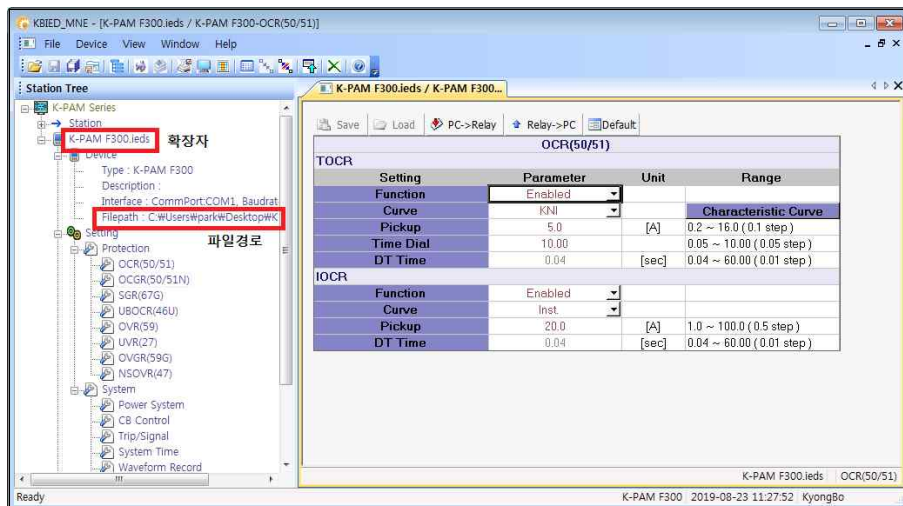 KBIED_MNE - [K-PAM F300.ieds / K-PAM F300-OCR(50/51)]
File Device View Window Help
Station Tree
K-PAM F300.ieds / K-PAM F300...
K-PAM Series
Station
K-PAM F300.ieds 확장자
Device
Type : K-PAM F300
Description :
Interface : CommPort:COM1, Baudrat
Filepath : C:₩Users₩park₩Desktop₩K
파일경로
Setting
Protection
OCR(50/51)
OCGR(50/51N)
SGR(67G)
UBOCR(46U)
OVR(59)
UVR(27)
OVGR(59G)
NSOVR(47)
System
Power System
CB Control
Trip/Signal
System Time
Waveform Record
Save Load PC->Relay Relay->PC Default
OCR(50/51)
TOCR
Setting Parameter Unit Range
Function Enabled
Curve KNI Characteristic Curve
Pickup 5.0 [A] 0.2 ~ 16.0 ( 0.1 step )
Time Dial 10.00 0.05 ~ 10.00 ( 0.05 step )
DT Time 0.04 [sec] 0.04 ~ 60.00 ( 0.01 step )
IOCR
Function Enabled
Curve Inst.
Pickup 20.0 [A] 1.0 ~ 100.0 ( 0.5 step )
DT Time 0.04 [sec] 0.04 ~ 60.00 ( 0.01 step )
K-PAM F300.ieds OCR(50/51)
Ready K-PAM F300 2019-08-23 11:27:52 KyongBo